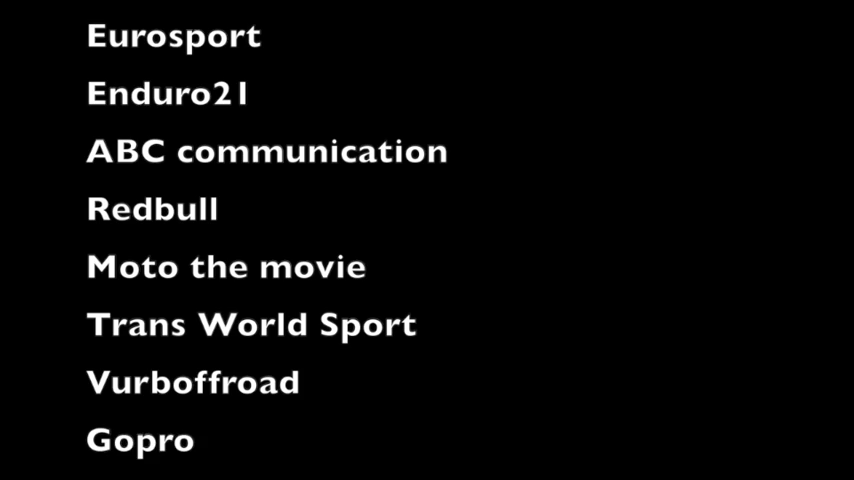 Eurosport
Enduro21
ABC communication
Redbull
Moto the movie
Trans World Sport
Vurboffroad
Gopro